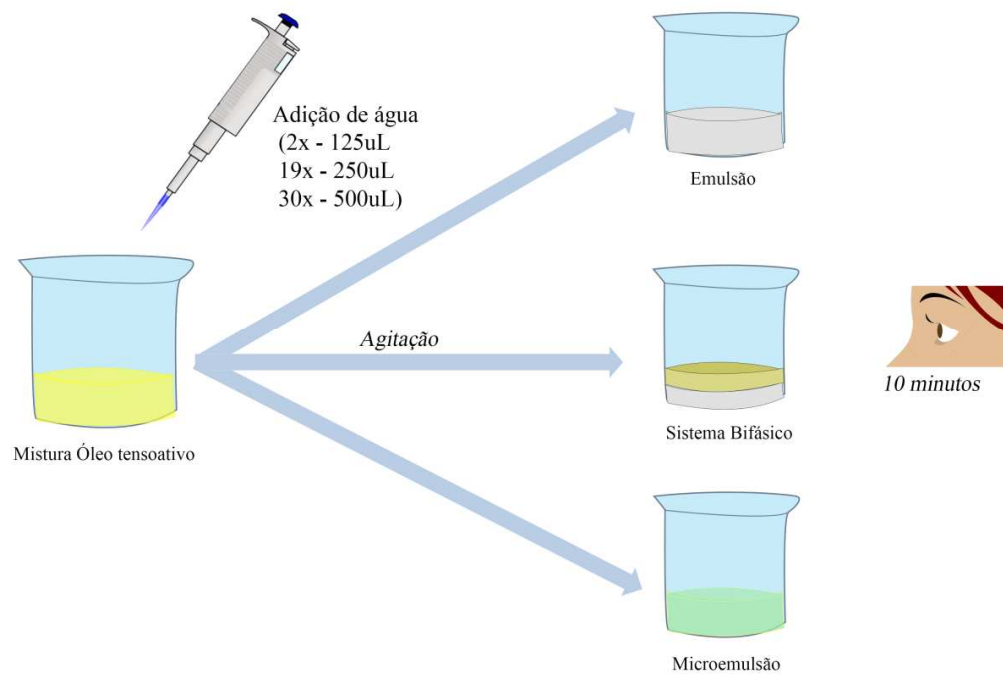 Adição de água
(2x - 125uL
19x - 250uL
30x - 500uL)
Emulsão
Agitação
10 minutos
Mistura Óleo tensoativo
Sistema Bifásico
Microemulsão